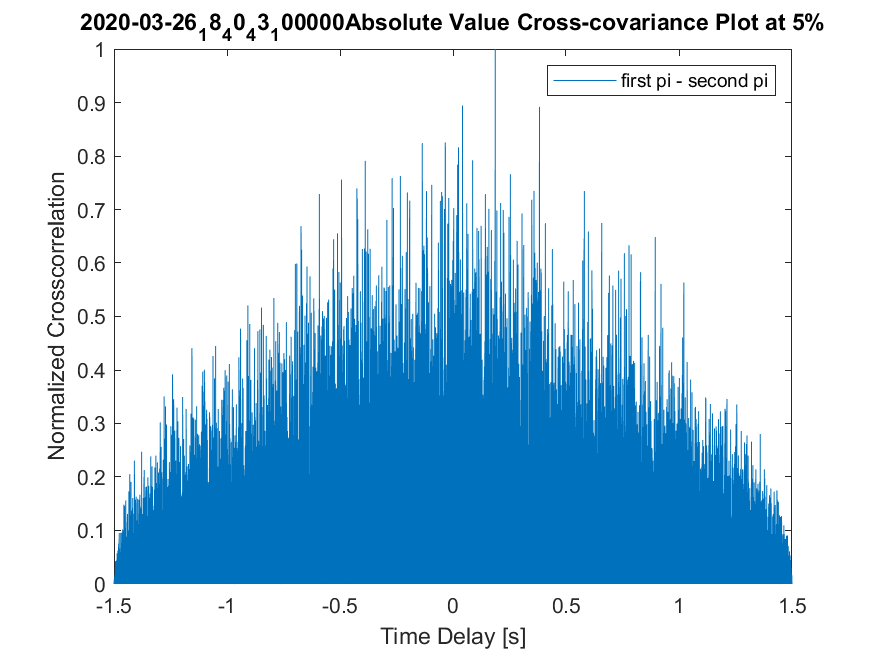 2020-03-26₁8₄0₄3₁00000Absolute Value Cross-covariance Plot at 5%
first pi - second pi
Normalized Crosscorrelation
1
0.9
0.8
0.7
0.6
0.5
0.4
0.3
0.2
0.1
0
-1.5 -1 -0.5 0 0.5 1 1.5
Time Delay [s]